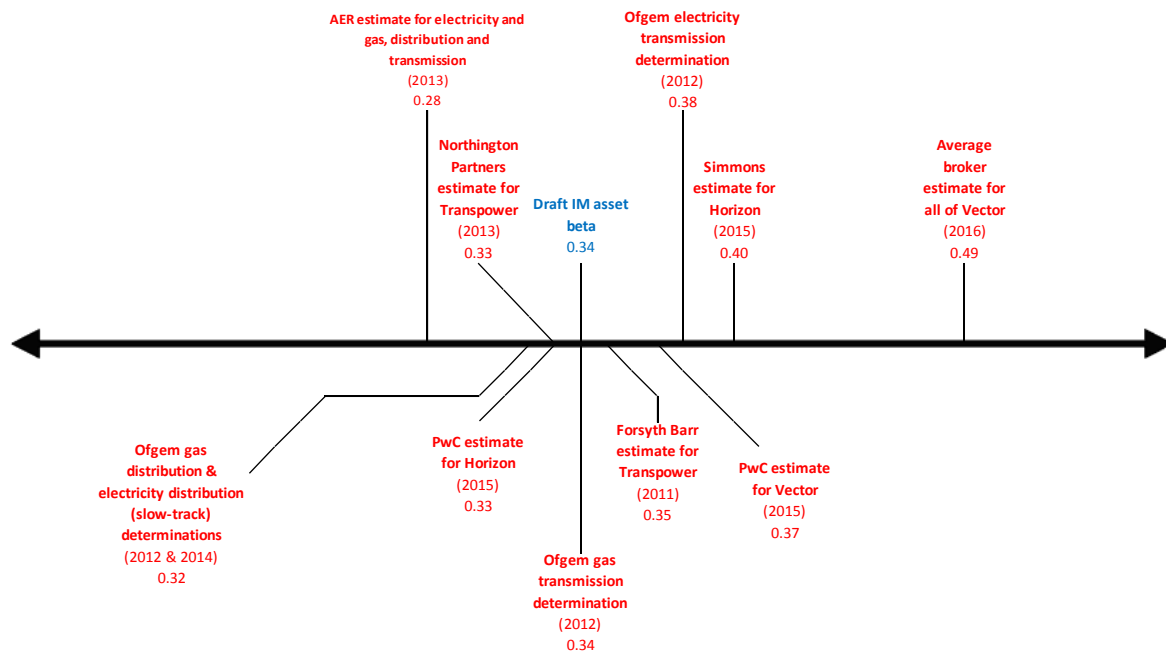 AER estimate for electricity and
gas, distribution and
transmission
(2013)
0.28
Ofgem electricity
transmission
determination
(2012)
0.38
Northington
Partners
estimate for
Transpower
(2013)
0.33
Draft IM asset
beta
0.34
Simmons
estimate for
Horizon
(2015)
0.40
Average
broker
estimate for
all of Vector
(2016)
0.49
Ofgem gas
distribution &
electricity distribution
(slow-track)
determinations
(2012 & 2014)
0.32
PwC estimate
for Horizon
(2015)
0.33
Ofgem gas
transmission
determination
(2012)
0.34
Forsyth Barr
estimate for
Transpower
(2011)
0.35
PwC estimate
for Vector
(2015)
0.37